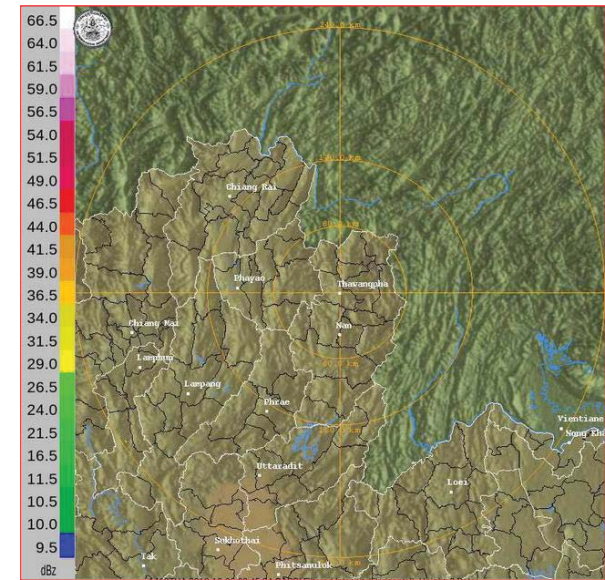 66.5
64.0
61.5
59.0
56.5
54.0
51.5
49.0
46.5
44.0
41.5
39.0
36.5
34.0
31.5
29.0
26.5
24.0
21.5
16.5
11.5
10.5
10.0
9.5
dBz
Chiang Rai
Phayao
Thawangpha
Chiang Mai
Nan
Lamphun
Lampang
Phrae
Vientiane
Nong Kha
Uttaradit
Loei
Sukhothai
Tak
Phitsanulok